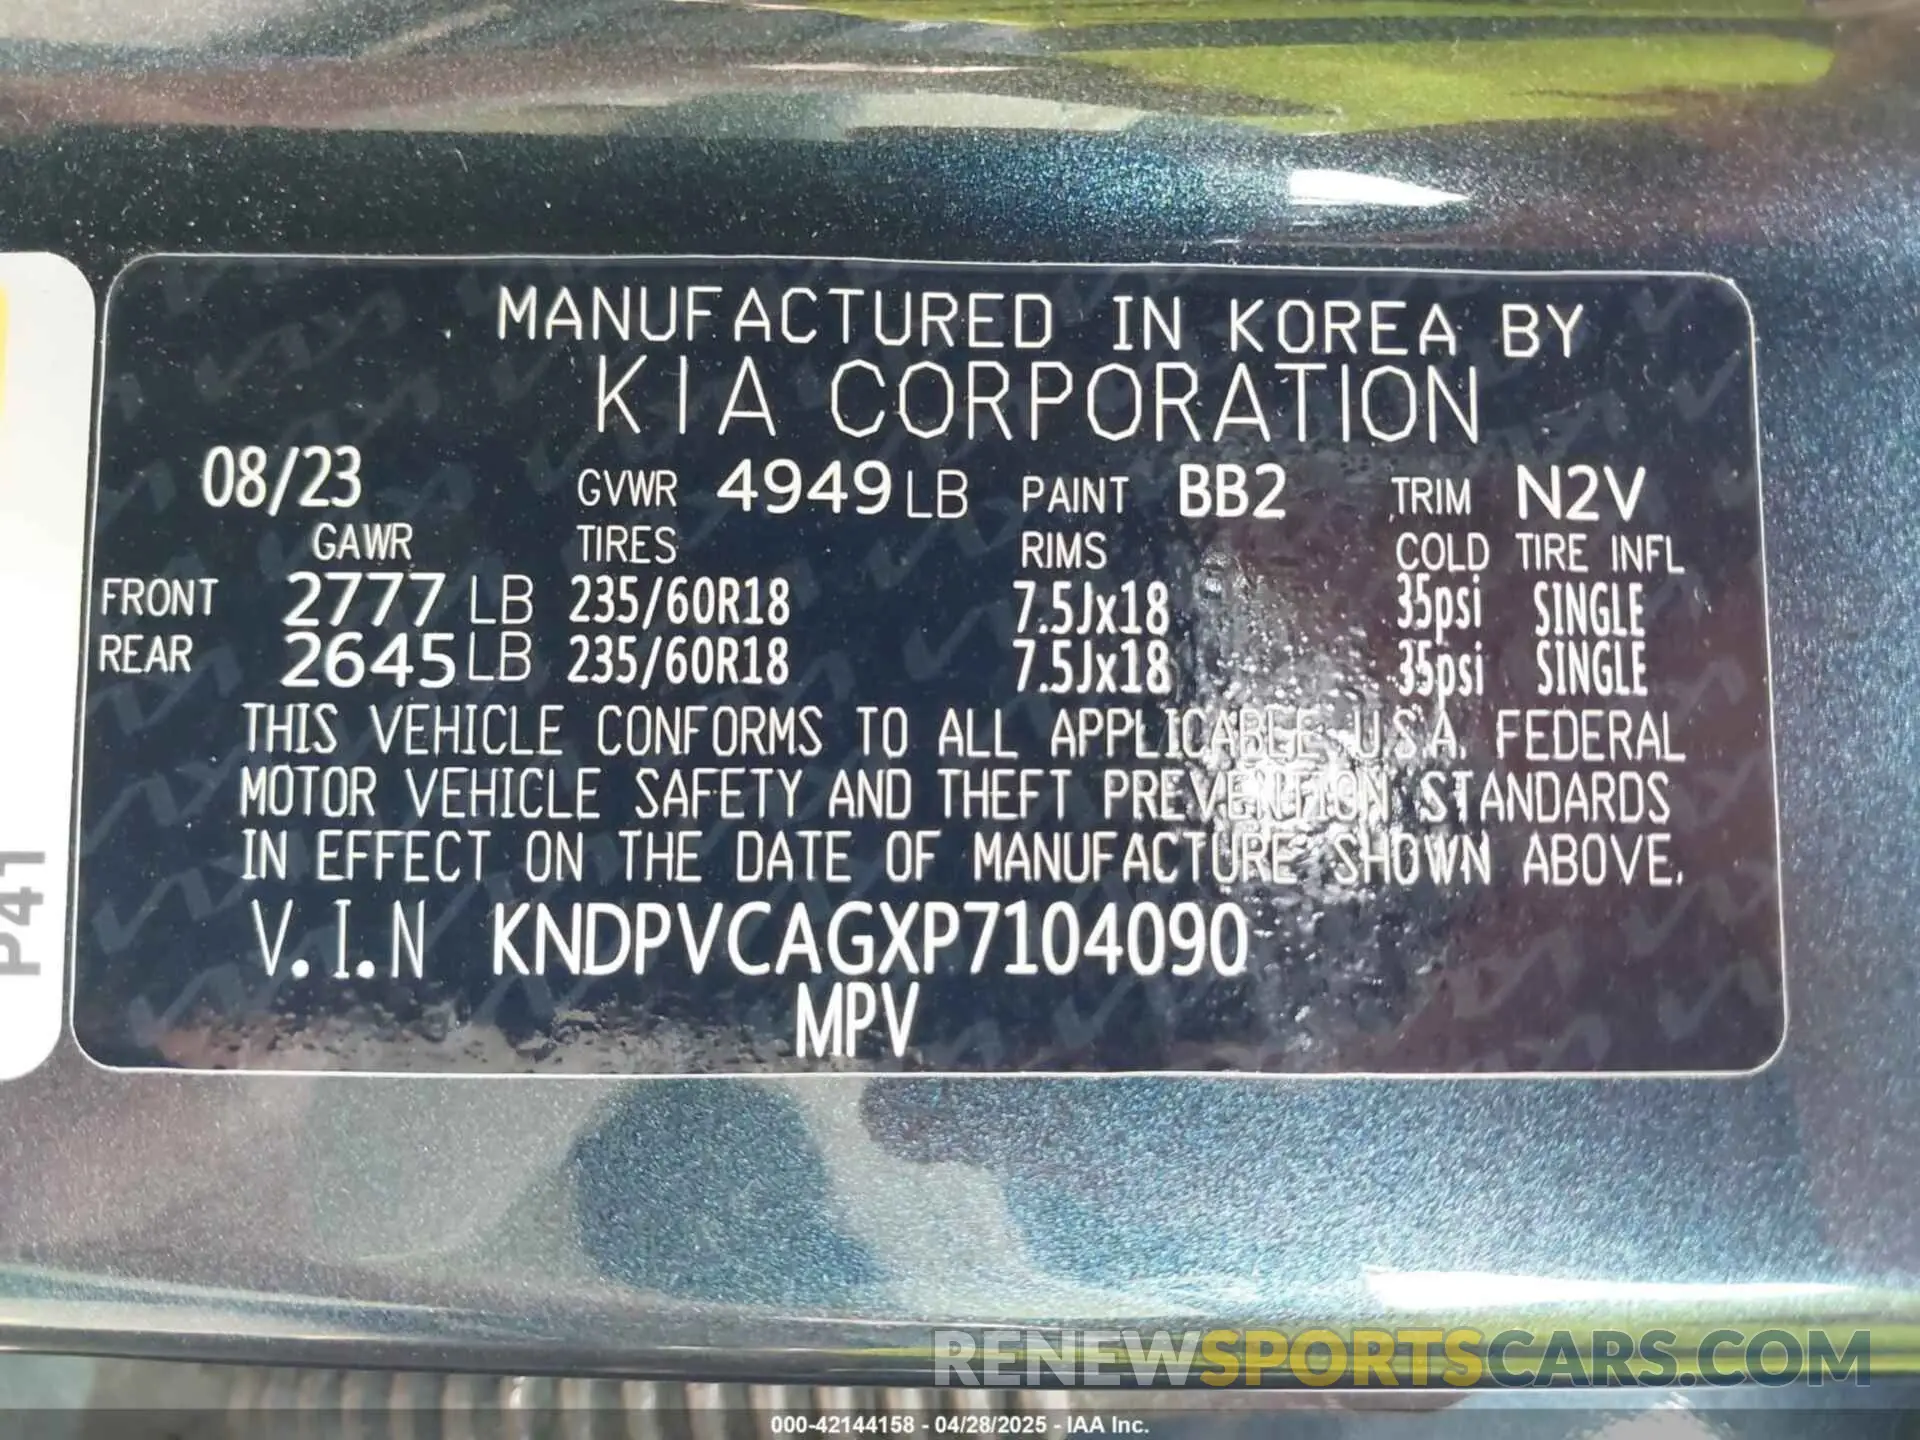 MANUFACTURED IN KOREA BY
KIA CORPORATION
08/23 GVWR 4949 LB PAINT BB2 TRIM N2V
GAWR TIRES RIMS COLD TIRE INFL
FRONT 2777 LB 235/60R18 7.5Jx18 35psi SINGLE
REAR 2645 LB 235/60R18 7.5Jx18 35psi SINGLE
THIS VEHICLE CONFORMS TO ALL APPLICABLE U.S.A. FEDERAL
MOTOR VEHICLE SAFETY AND THEFT PREVENTION STANDARDS
IN EFFECT ON THE DATE OF MANUFACTURE SHOWN ABOVE.
V.I.N KNDPVCAGXP7104090
MPV
P41
RENEWSPORTSCARS.COM
000-42144158 - 04/28/2025 - IAA Inc.